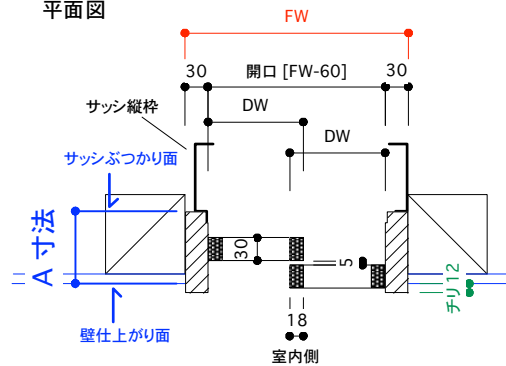 平面図
FW
30
開口 [FW-60]
30
サッシ縦枠
DW
DW
サッシぶつかり面
A 寸法
30
5
チリ12
壁仕上がり面
18
室内側